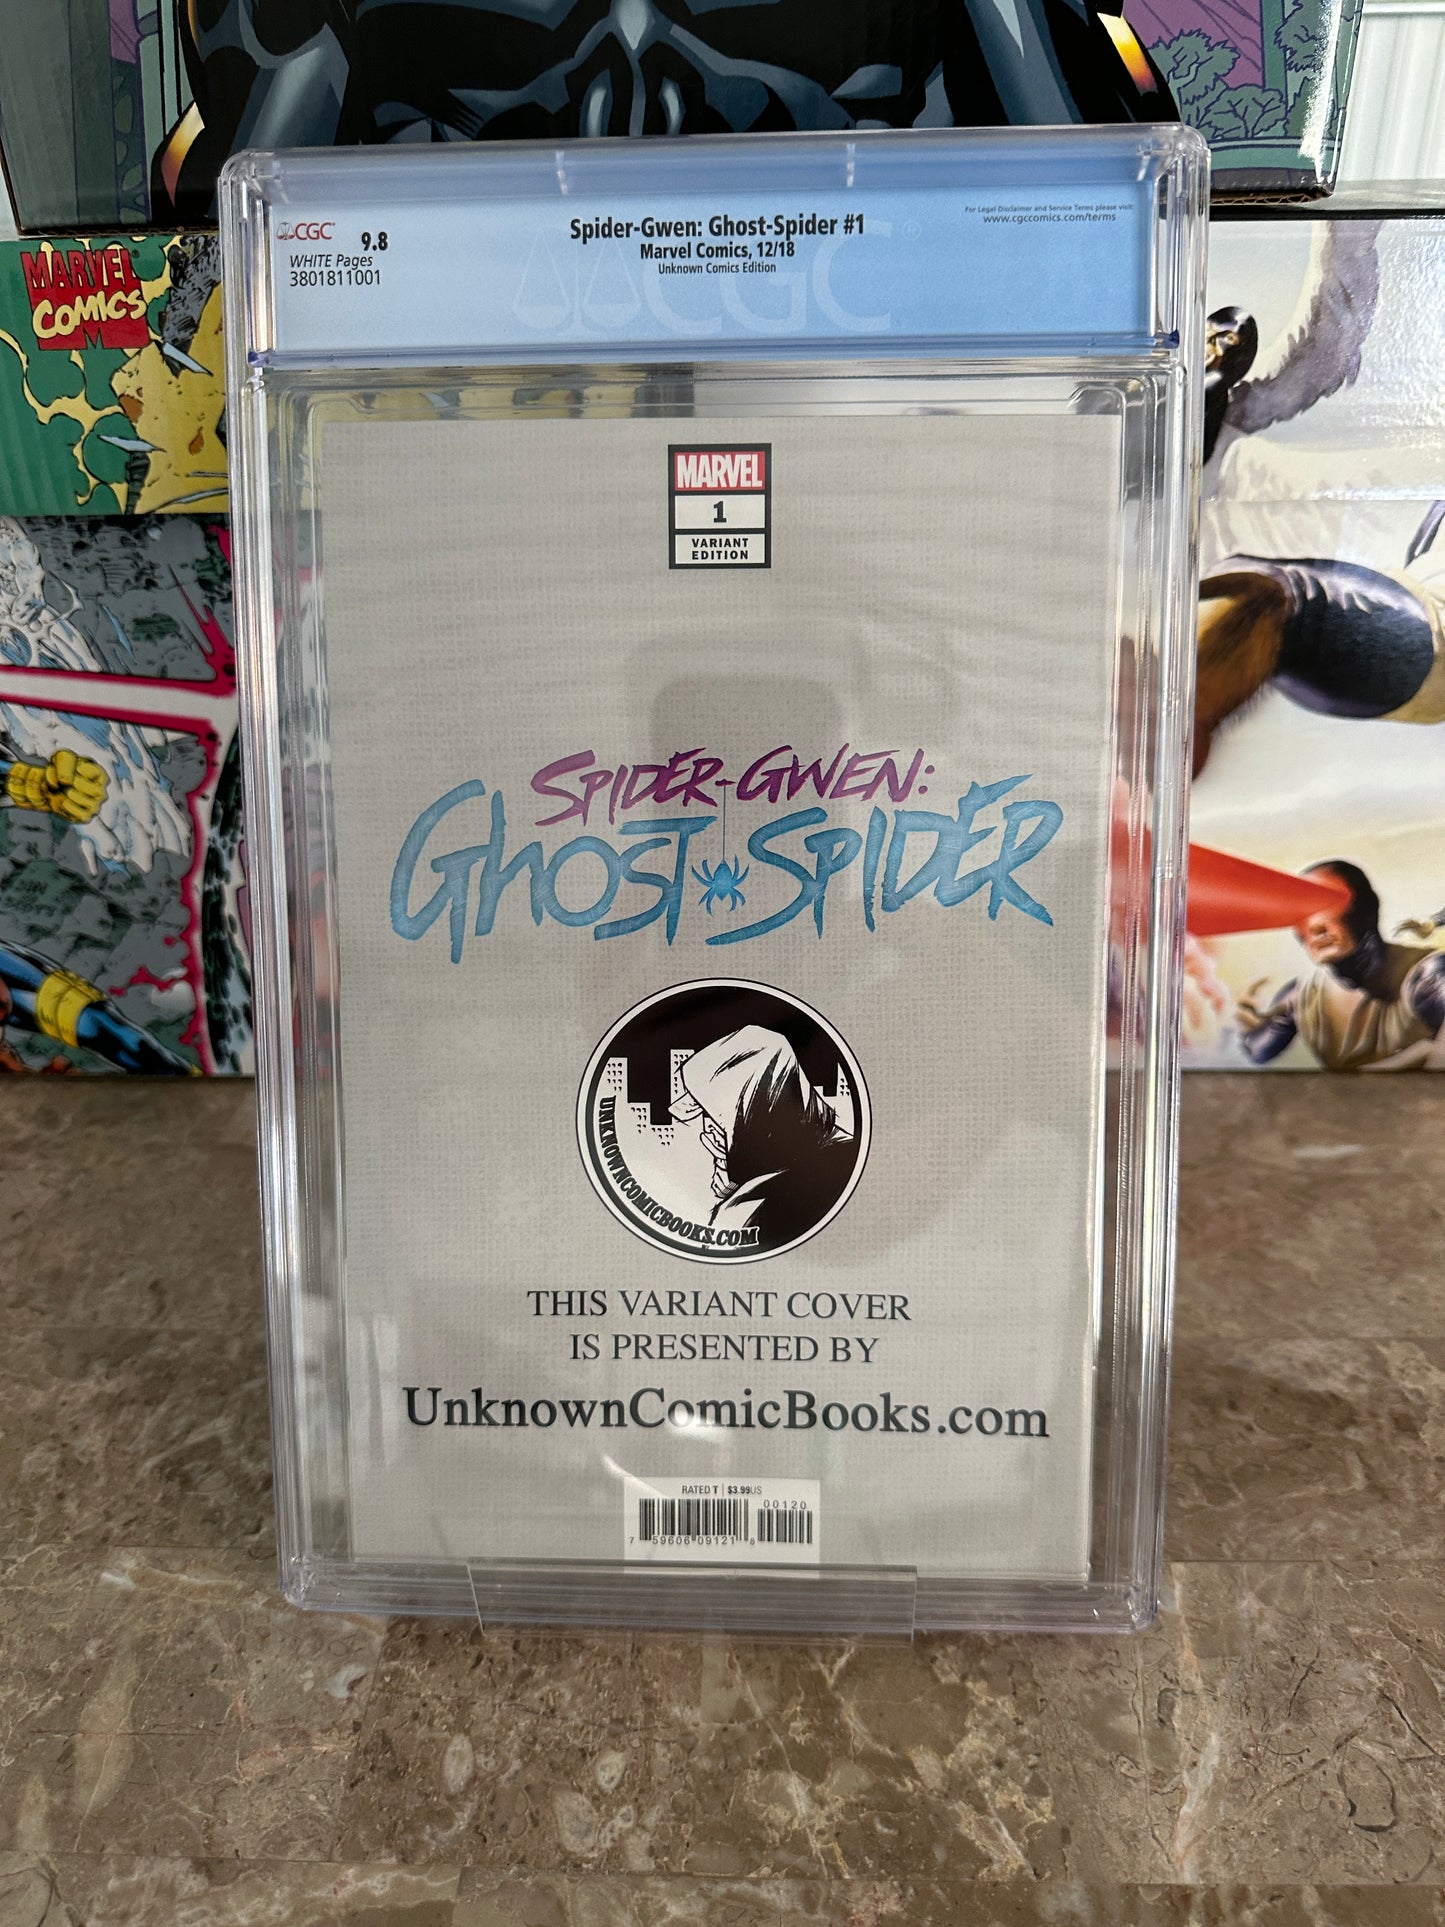 MARVEL
COMICS
CGC
9.8
WHITE Pages
3801811001
Spider-Gwen: Ghost-Spider #1
Marvel Comics, 12/18
Unknown Comics Edition
For Legal Disclaimer and Service Terms please visit:
www.cgccomics.com/terms
CGC
MARVEL
1
VARIANT
EDITION
SPIDER-GWEN:
GHOST SPIDER
UNKNOWNCOMICBOOKS.COM
THIS VARIANT COVER
IS PRESENTED BY
UnknownComicBooks.com
RATED T | $3.99US
00120
7 59606 09121 8